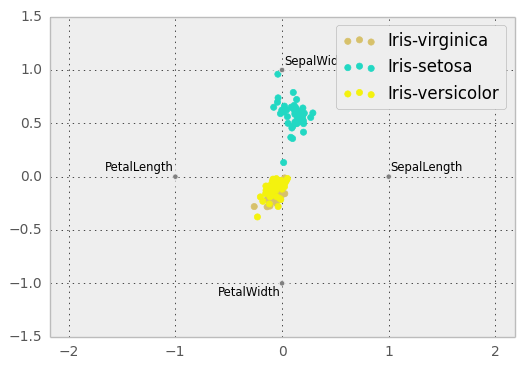 1.5
1.0
0.5
0.0
−0.5
−1.0
−1.5
−2
−1
0
1
2
SepalWid
PetalLength
SepalLength
PetalWidth
Iris-virginica
Iris-setosa
Iris-versicolor